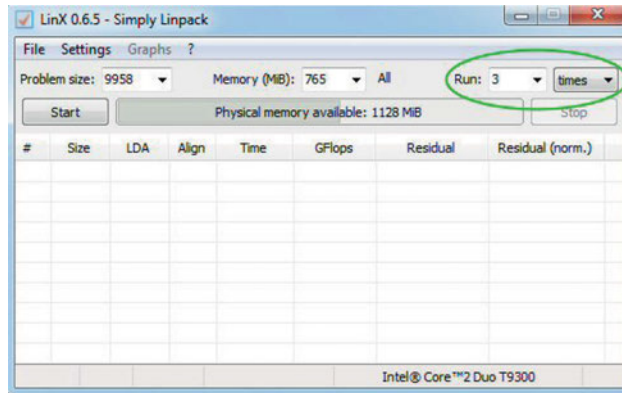 LinX 0.6.5 - Simply Linpack
File Settings Graphs ?
Problem size: 9958 Memory (MiB): 765 All Run: 3 times
Start Physical memory available: 1128 MiB Stop
# Size LDA Align Time GFlops Residual Residual (norm.)
Intel® Core™2 Duo T9300